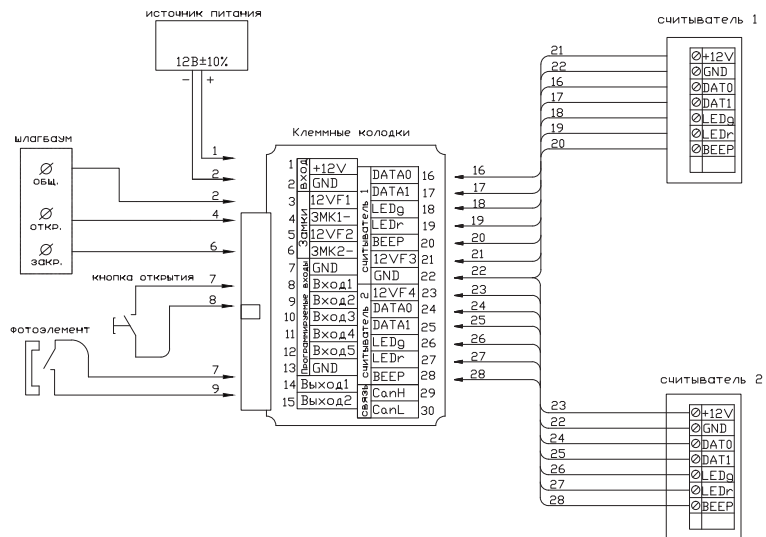 источник питания
12В±10%
− +
шлагбаум
общ.
откр.
закр.
кнопка открытия
фотоэлемент
1
2
2
4
6
7
8
7
9
Клеммные колодки
вход
1 +12V
2 GND
Замки
3 12VF1
4 ЗМК1-
5 12VF2
6 ЗМК2-
Программируемые входы
7 GND
8 Вход1
9 Вход2
10 Вход3
11 Вход4
12 Вход5
13 GND
14 Выход1
15 Выход2
считыватель 1
DATA0 16
DATA1 17
LEDg 18
LEDr 19
BEEP 20
12VF3 21
GND 22
считыватель 2
12VF4 23
DATA0 24
DATA1 25
LEDg 26
LEDr 27
BEEP 28
связь
CanH 29
CanL 30
16
17
18
19
20
21
22
23
24
25
26
27
28
считыватель 1
21 +12V
22 GND
16 DAT0
17 DAT1
18 LEDg
19 LEDr
20 BEEP
считыватель 2
23 +12V
22 GND
24 DAT0
25 DAT1
26 LEDg
27 LEDr
28 BEEP